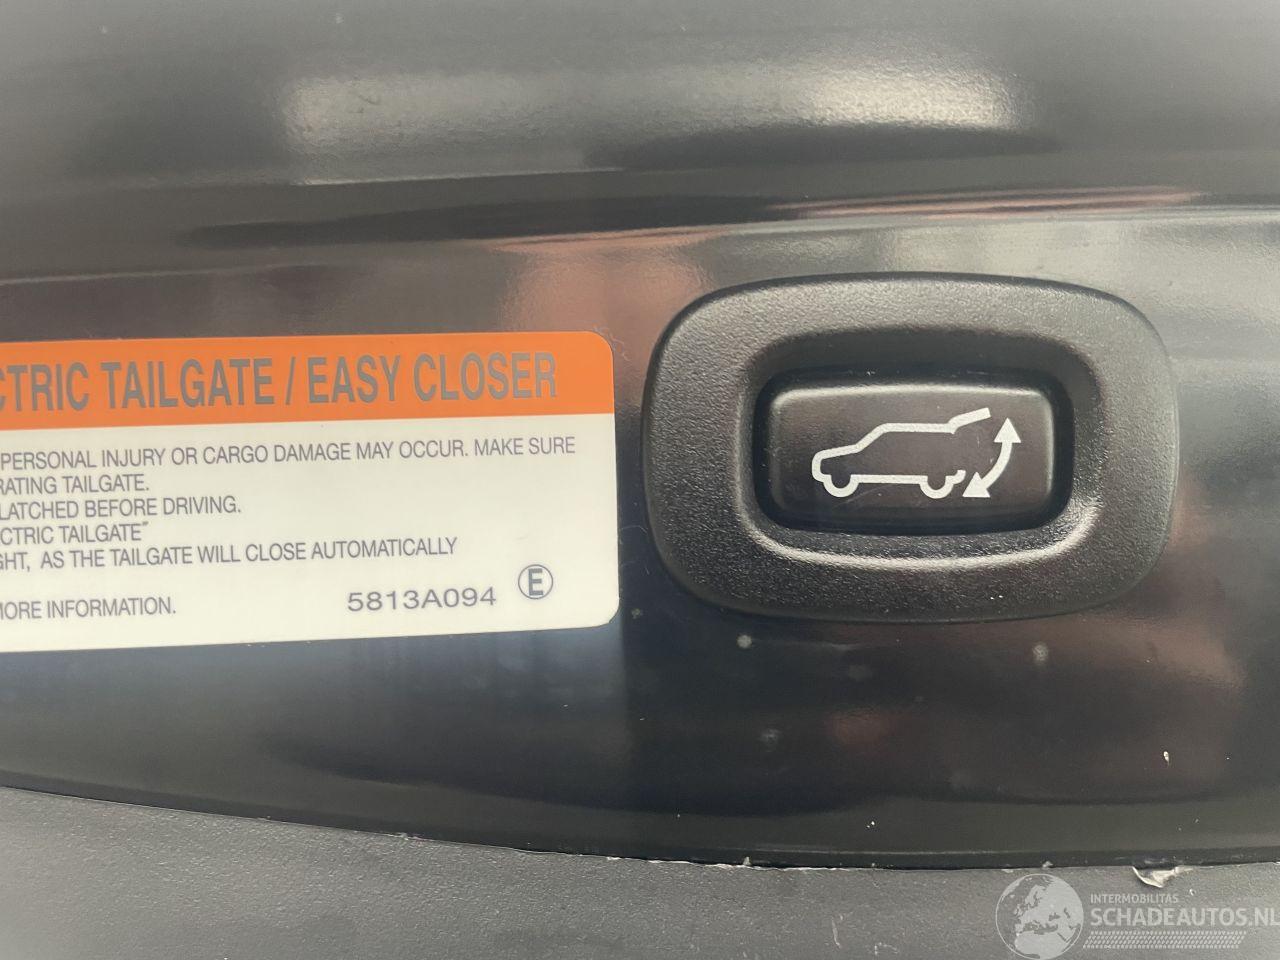 CTRIC TAILGATE / EASY CLOSER
PERSONAL INJURY OR CARGO DAMAGE MAY OCCUR. MAKE SURE
RATING TAILGATE.
LATCHED BEFORE DRIVING.
CTRIC TAILGATE"
GHT, AS THE TAILGATE WILL CLOSE AUTOMATICALLY
MORE INFORMATION.
5813A094 E
INTERMOBILITAS
SCHADEAUTOS.NL